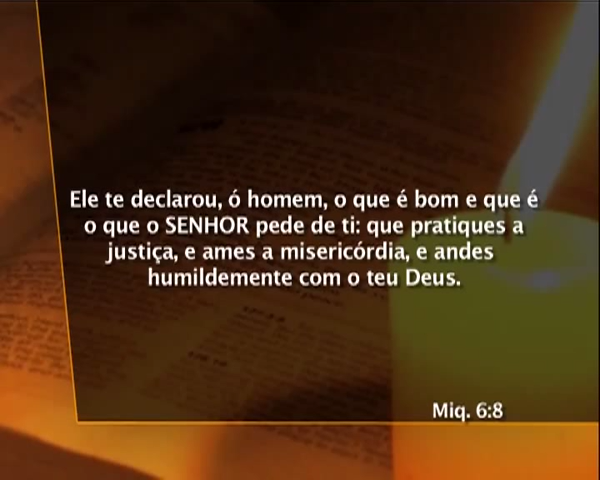 Ele te declarou, ó homem, o que é bom e que é
o que o SENHOR pede de ti: que pratiques a
justiça, e ames a misericórdia, e andes
humildemente com o teu Deus.
Miq. 6:8